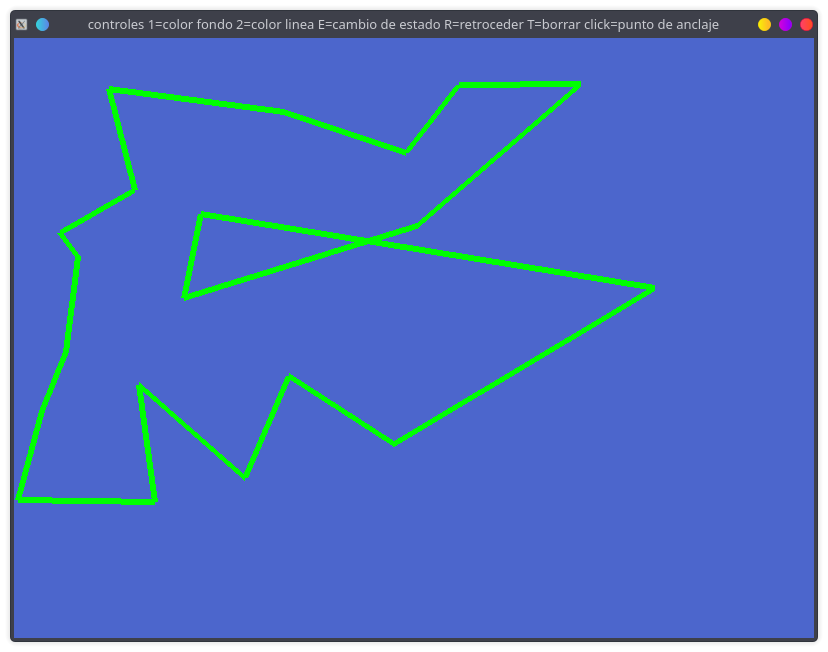 controles 1=color fondo 2=color linea E=cambio de estado R=retroceder T=borrar click=punto de anclaje